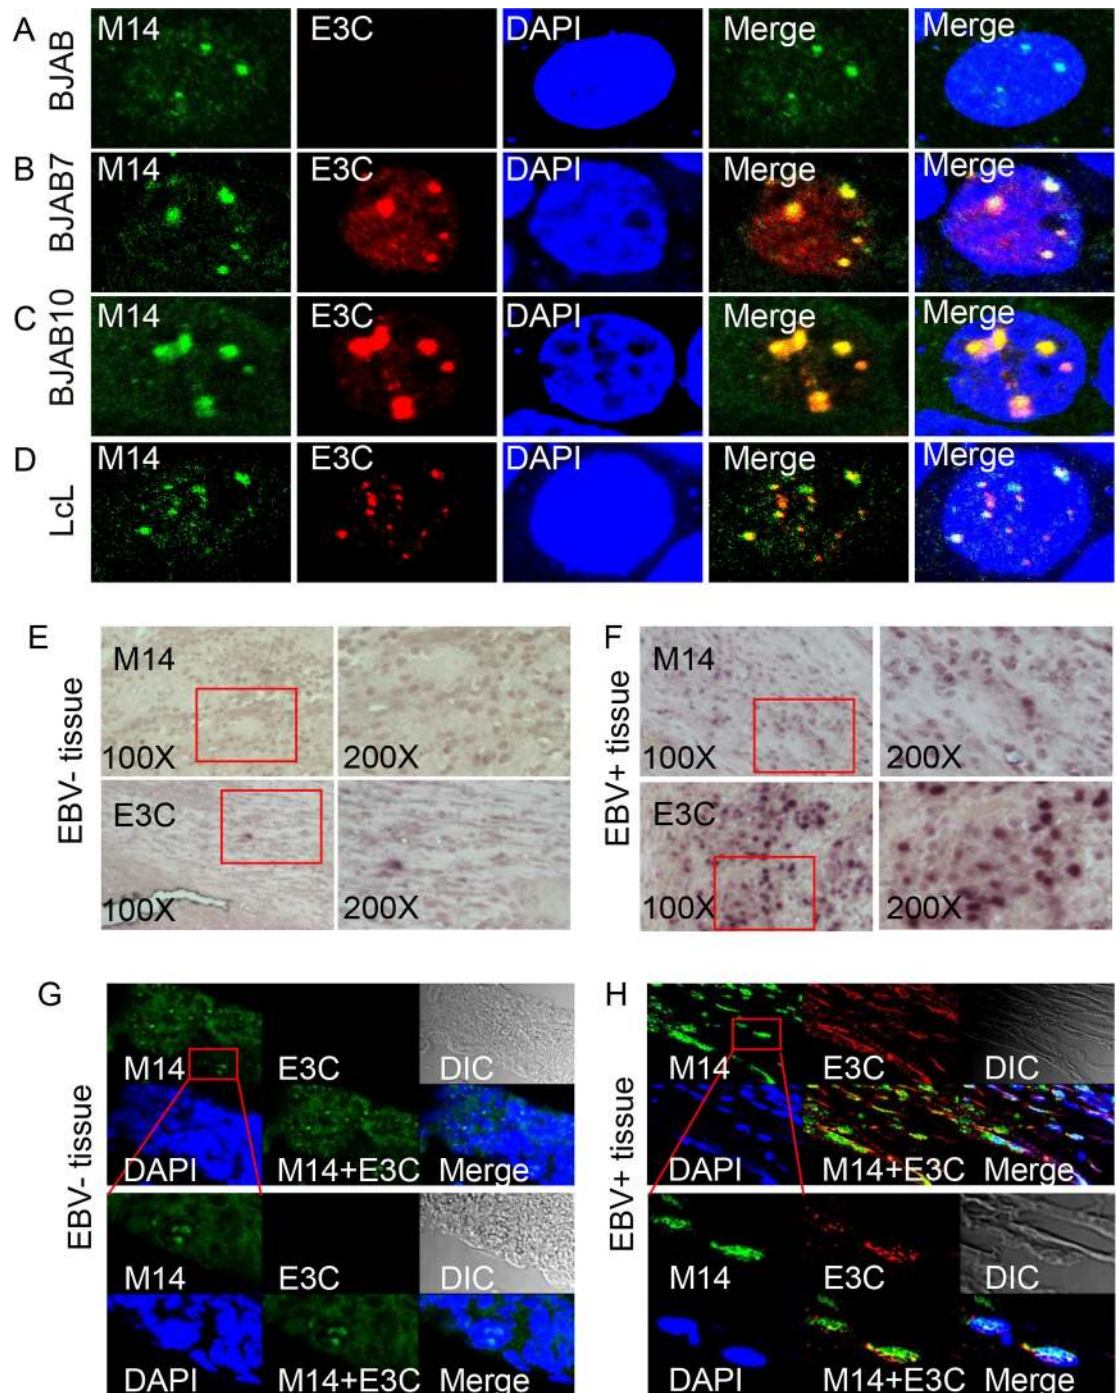 A BJAB M14 E3C DAPI Merge Merge
B BJAB7 M14 E3C DAPI Merge Merge
C BJAB10 M14 E3C DAPI Merge Merge
D LcL M14 E3C DAPI Merge Merge
E EBV- tissue
M14
100X 200X
E3C
100X 200X
F EBV+ tissue
M14
100X 200X
E3C
100X 200X
G EBV- tissue
M14 E3C DIC
DAPI M14+E3C Merge
M14 E3C DIC
DAPI M14+E3C Merge
H EBV+ tissue
M14 E3C DIC
DAPI M14+E3C Merge
M14 E3C DIC
DAPI M14+E3C Merge